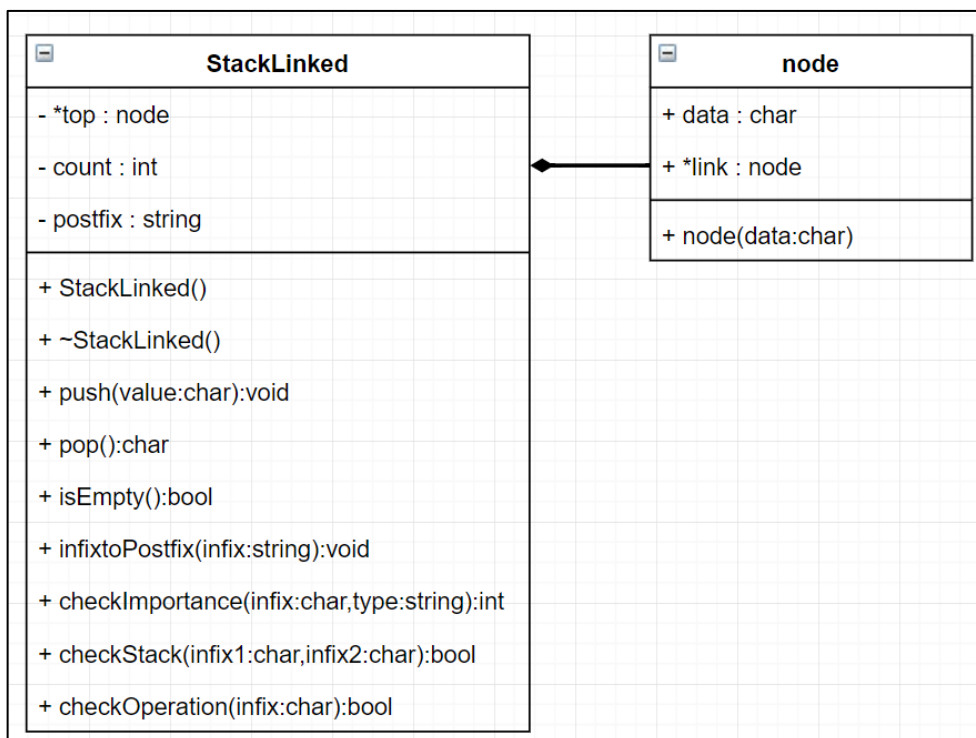 StackLinked
- *top : node
- count : int
- postfix : string
+ StackLinked()
+ ~StackLinked()
+ push(value:char):void
+ pop():char
+ isEmpty():bool
+ infixtoPostfix(infix:string):void
+ checkImportance(infix:char,type:string):int
+ checkStack(infix1:char,infix2:char):bool
+ checkOperation(infix:char):bool
node
+ data : char
+ *link : node
+ node(data:char)